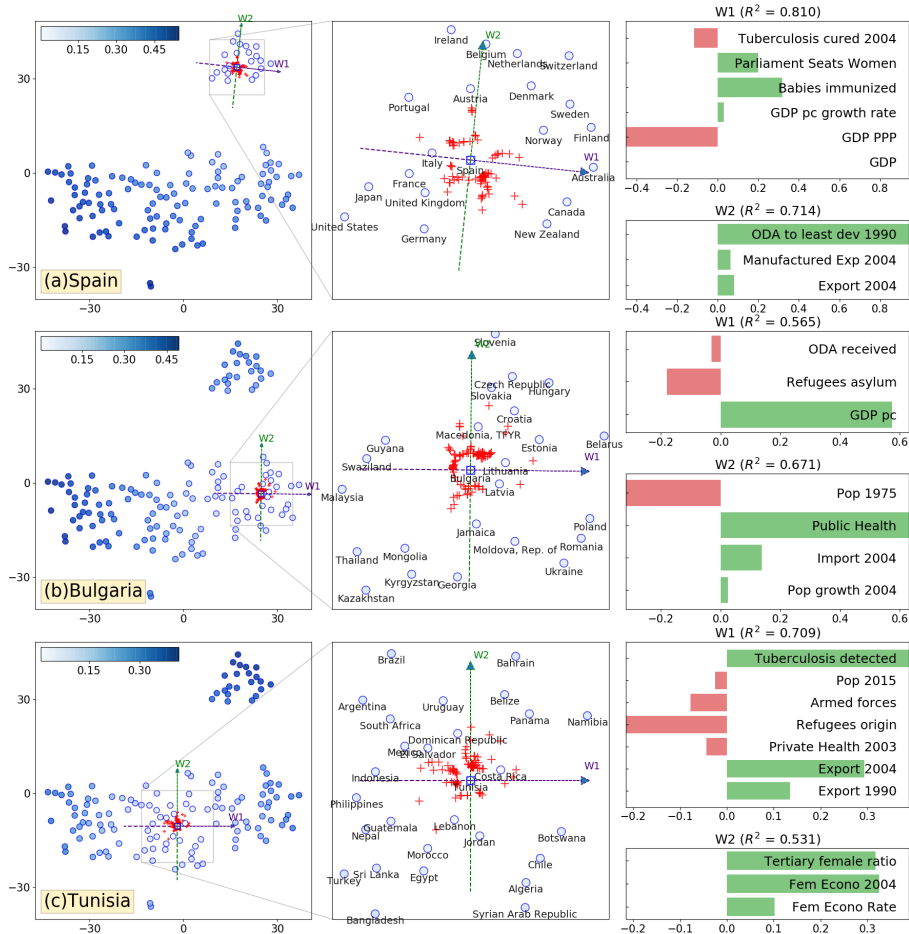 0.15 0.30 0.45
W2
W1
30
0
−30
−30 0 30
(a)Spain
Ireland
W2
Belgium
Netherlands
Switzerland
Austria
Denmark
Portugal
Sweden
Norway
Finland
Italy
W1
Spain
Australia
France
Japan
United Kingdom
Canada
United States
Germany
New Zealand
W1 (R² = 0.810)
Tuberculosis cured 2004
Parliament Seats Women
Babies immunized
GDP pc growth rate
GDP PPP
GDP
−0.4 −0.2 0.0 0.2 0.4 0.6 0.8
W2 (R² = 0.714)
ODA to least dev 1990
Manufactured Exp 2004
Export 2004
−0.4 −0.2 0.0 0.2 0.4 0.6 0.8
0.15 0.30 0.45
W2
W1
30
0
−30
−30 0 30
(b)Bulgaria
Slovenia
W2
Czech Republic
Hungary
Slovakia
Croatia
Macedonia, TFYR
Guyana
Estonia
Belarus
Swaziland
Lithuania
W1
Bulgaria
Latvia
Malaysia
Jamaica
Poland
Moldova, Rep. of
Romania
Thailand
Mongolia
Ukraine
Kyrgyzstan
Georgia
Kazakhstan
W1 (R² = 0.565)
ODA received
Refugees asylum
GDP pc
0.0 0.2 0.4 0.6
W2 (R² = 0.671)
Pop 1975
Public Health
Import 2004
Pop growth 2004
−0.2 0.0 0.2 0.4 0.6
0.15 0.30
W2
W1
30
0
−30
−30 0 30
(c)Tunisia
Brazil
W2
Bahrain
Argentina
Uruguay
Belize
South Africa
Panama
Namibia
Dominican Republic
Mexico
El Salvador
Indonesia
Costa Rica
W1
Tunisia
Philippines
Guatemala
Lebanon
Nepal
Jordan
Botswana
Morocco
Chile
Turkey
Sri Lanka
Egypt
Algeria
Bangladesh
Syrian Arab Republic
W1 (R² = 0.709)
Tuberculosis detected
Pop 2015
Armed forces
Refugees origin
Private Health 2003
Export 2004
Export 1990
−0.2 −0.1 0.0 0.1 0.2 0.3
W2 (R² = 0.531)
Tertiary female ratio
Fem Econo 2004
Fem Econo Rate
−0.2 −0.1 0.0 0.1 0.2 0.3